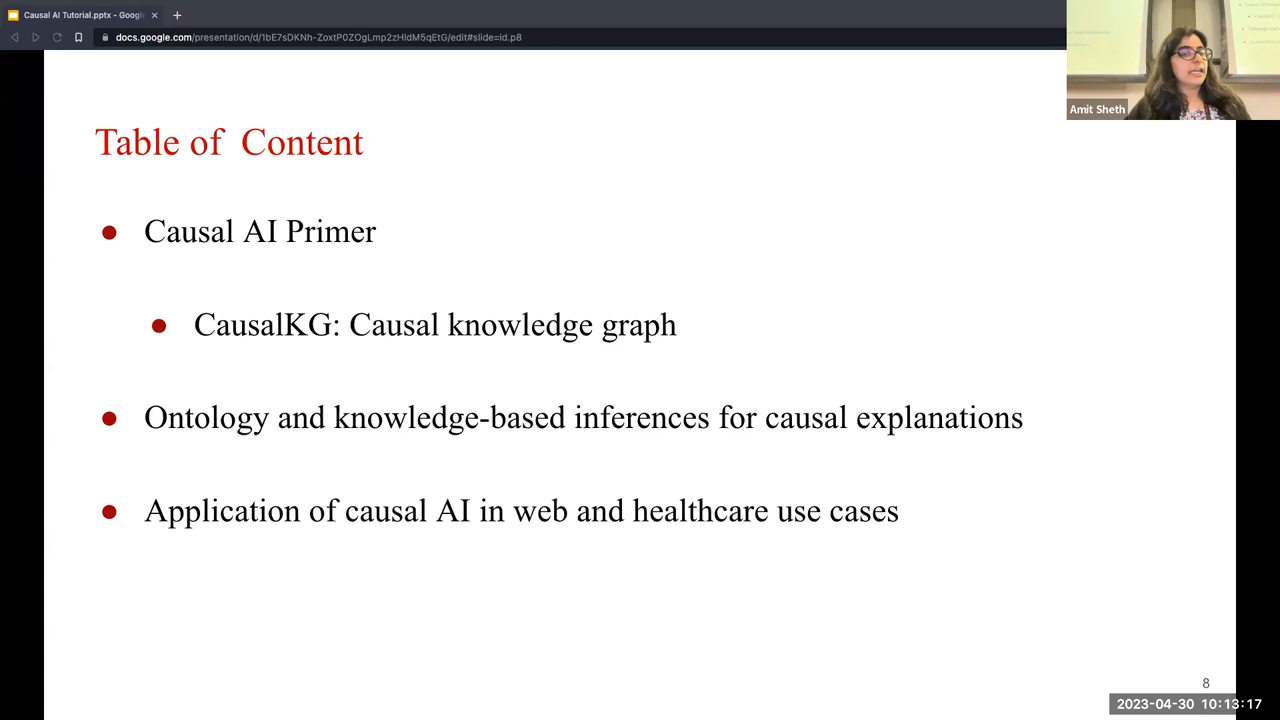 Causal AI Tutorial.pptx - Google
docs.google.com/presentation/d/1bE7sDKNh-ZoxtP0ZOgLmp2zHldM5qEtG/edit#slide=id.p8
Amit Sheth
Table of Content
● Causal AI Primer
● CausalKG: Causal knowledge graph
● Ontology and knowledge-based inferences for causal explanations
● Application of causal AI in web and healthcare use cases
8
2023-04-30 10:13:17